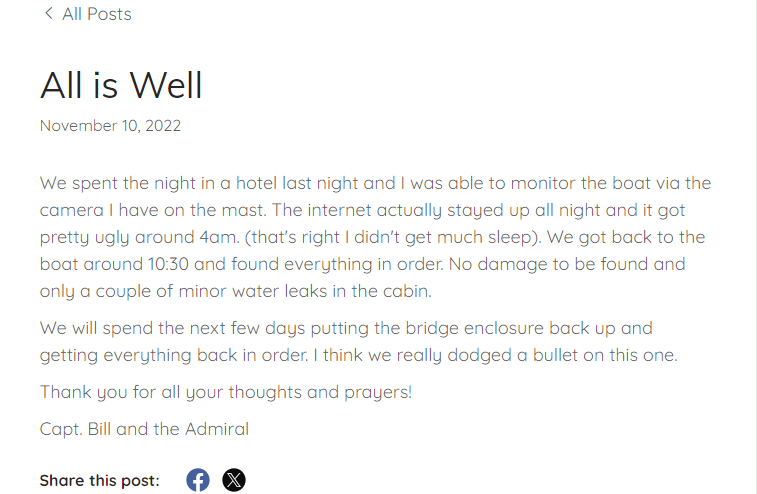 All Posts
All is Well
November 10, 2022
We spent the night in a hotel last night and I was able to monitor the boat via the
camera I have on the mast. The internet actually stayed up all night and it got
pretty ugly around 4am. (that's right I didn't get much sleep). We got back to the
boat around 10:30 and found everything in order. No damage to be found and
only a couple of minor water leaks in the cabin.
We will spend the next few days putting the bridge enclosure back up and
getting everything back in order. I think we really dodged a bullet on this one.
Thank you for all your thoughts and prayers!
Capt. Bill and the Admiral
Share this post: